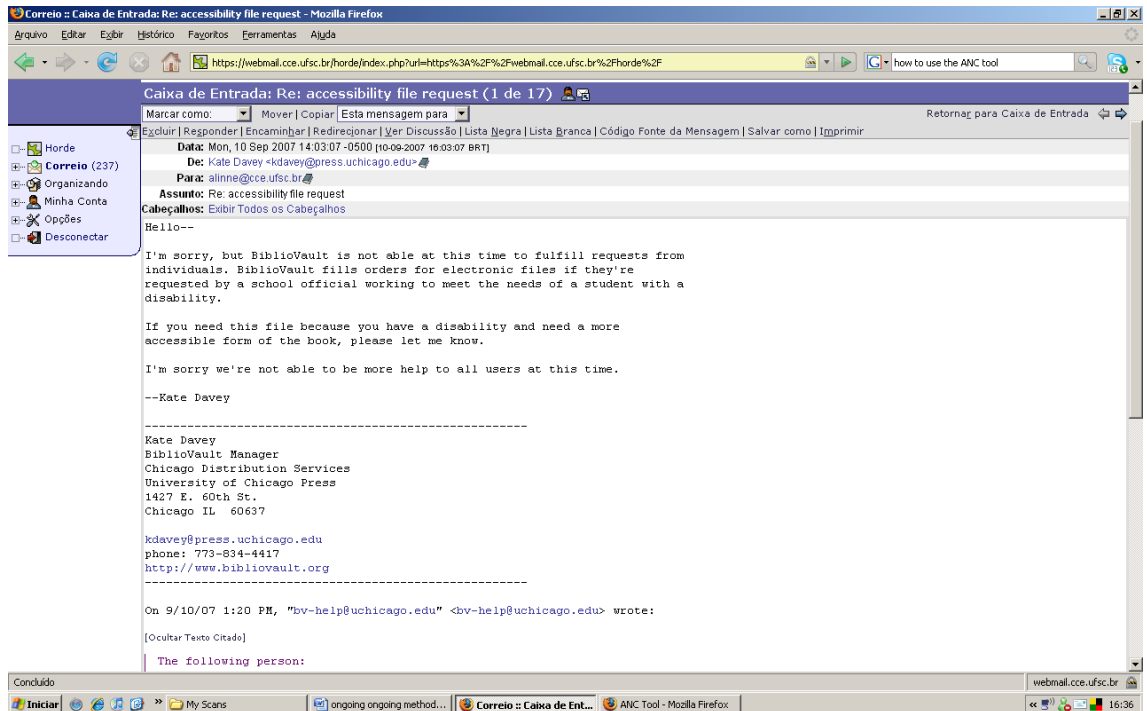 Correio :: Caixa de Entrada: Re: accessibility file request - Mozilla Firefox
Arquivo Editar Exibir Histórico Favoritos Ferramentas Ajuda
https://webmail.cce.ufsc.br/horde/index.php?url=https%3A%2F%2Fwebmail.cce.ufsc.br%2Fhorde%2F
how to use the ANC tool
Caixa de Entrada: Re: accessibility file request (1 de 17)
Marcar como: Mover | Copiar Esta mensagem para Retornar para Caixa de Entrada
Excluir | Responder | Encaminhar | Redirecionar | Ver Discussão | Lista Negra | Lista Branca | Código Fonte da Mensagem | Salvar como | Imprimir
Horde
Correio (237)
Organizando
Minha Conta
Opções
Desconectar
Data: Mon, 10 Sep 2007 14:03:07 -0500 [10-09-2007 16:03:07 BRT]
De: Kate Davey <kdavey@press.uchicago.edu>
Para: alinne@cce.ufsc.br
Assunto: Re: accessibility file request
Cabeçalhos: Exibir Todos os Cabeçalhos
Hello--
I'm sorry, but BiblioVault is not able at this time to fulfill requests from
individuals. BiblioVault fills orders for electronic files if they're
requested by a school official working to meet the needs of a student with a
disability.
If you need this file because you have a disability and need a more
accessible form of the book, please let me know.
I'm sorry we're not able to be more help to all users at this time.
--Kate Davey
------------------------------------------------------
Kate Davey
BiblioVault Manager
Chicago Distribution Services
University of Chicago Press
1427 E. 60th St.
Chicago IL 60637
kdavey@press.uchicago.edu
phone: 773-834-4417
http://www.bibliovault.org
------------------------------------------------------
On 9/10/07 1:20 PM, "bv-help@uchicago.edu" <bv-help@uchicago.edu> wrote:
[Ocultar Texto Citado]
The following person:
Concluído
webmail.cce.ufsc.br
Iniciar » My Scans ongoing ongoing method... Correio :: Caixa de Ent... ANC Tool - Mozilla Firefox « 16:36